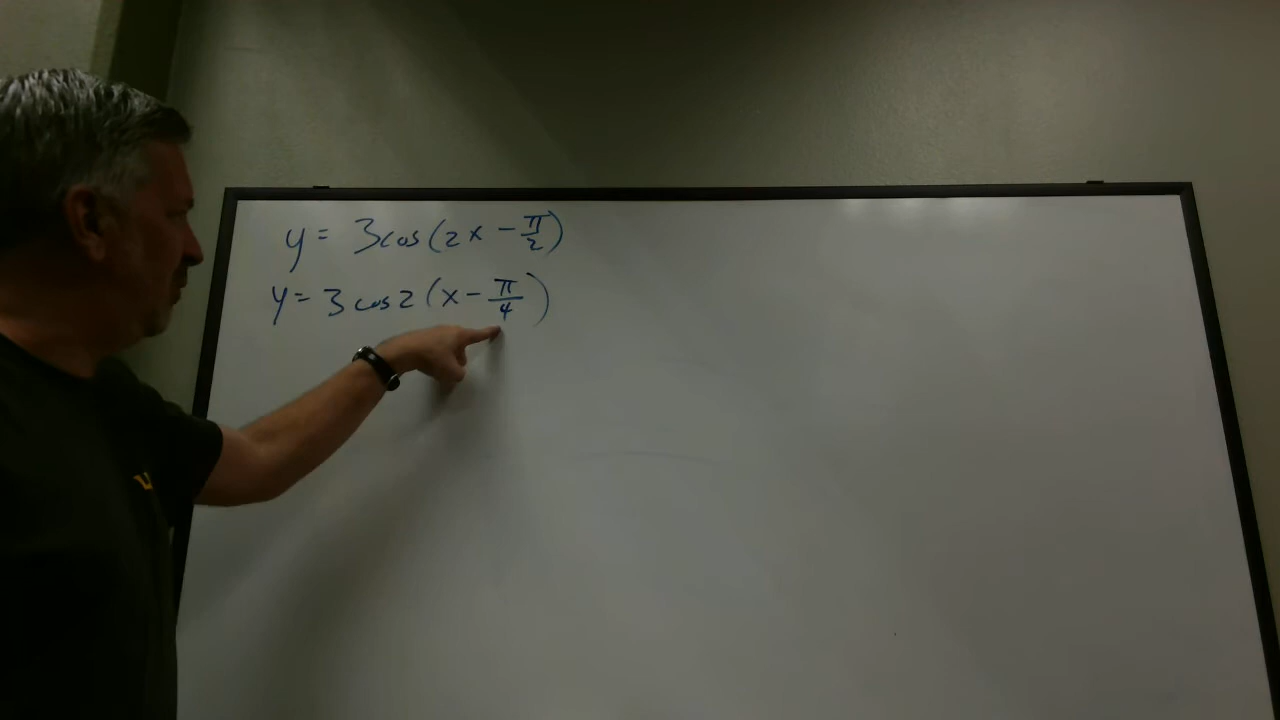 y = 3cos(2x - π/2)
y = 3cos2(x - π/4)